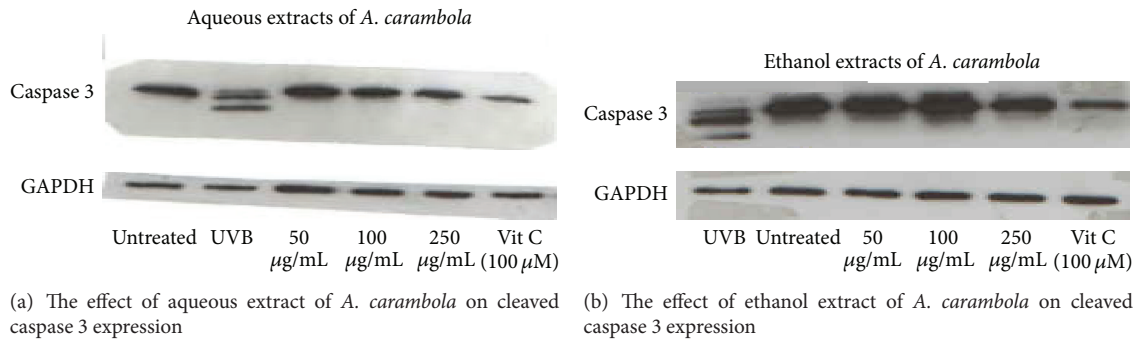 Aqueous extracts of A. carambola
Caspase 3
GAPDH
Untreated UVB 50 μg/mL 100 μg/mL 250 μg/mL Vit C (100 μM)
(a) The effect of aqueous extract of A. carambola on cleaved
caspase 3 expression
Ethanol extracts of A. carambola
Caspase 3
GAPDH
UVB Untreated 50 μg/mL 100 μg/mL 250 μg/mL Vit C (100 μM)
(b) The effect of ethanol extract of A. carambola on cleaved
caspase 3 expression